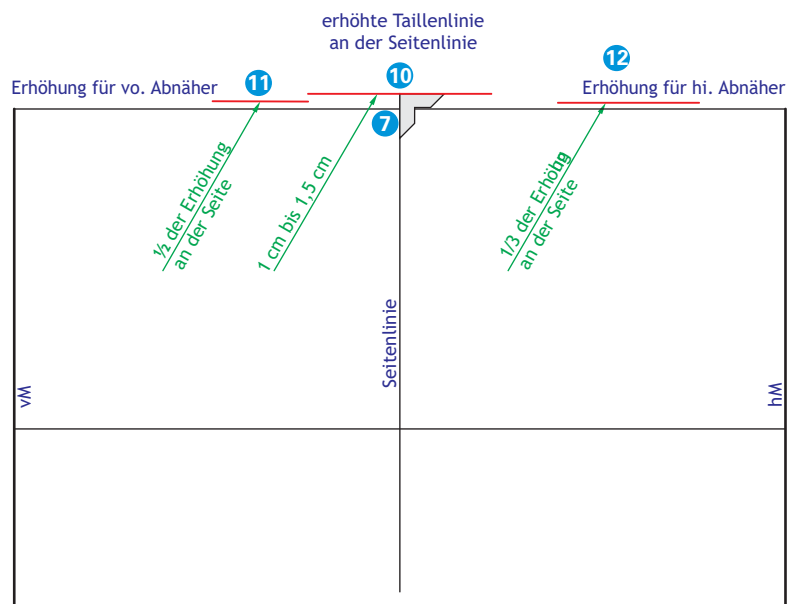 erhöhte Taillenlinie
an der Seitenlinie
10
11
12
Erhöhung für vo. Abnäher
Erhöhung für hi. Abnäher
7
½ der Erhöhung
an der Seite
1 cm bis 1,5 cm
1/3 der Erhöhg
an der Seite
Seitenlinie
vM
hM